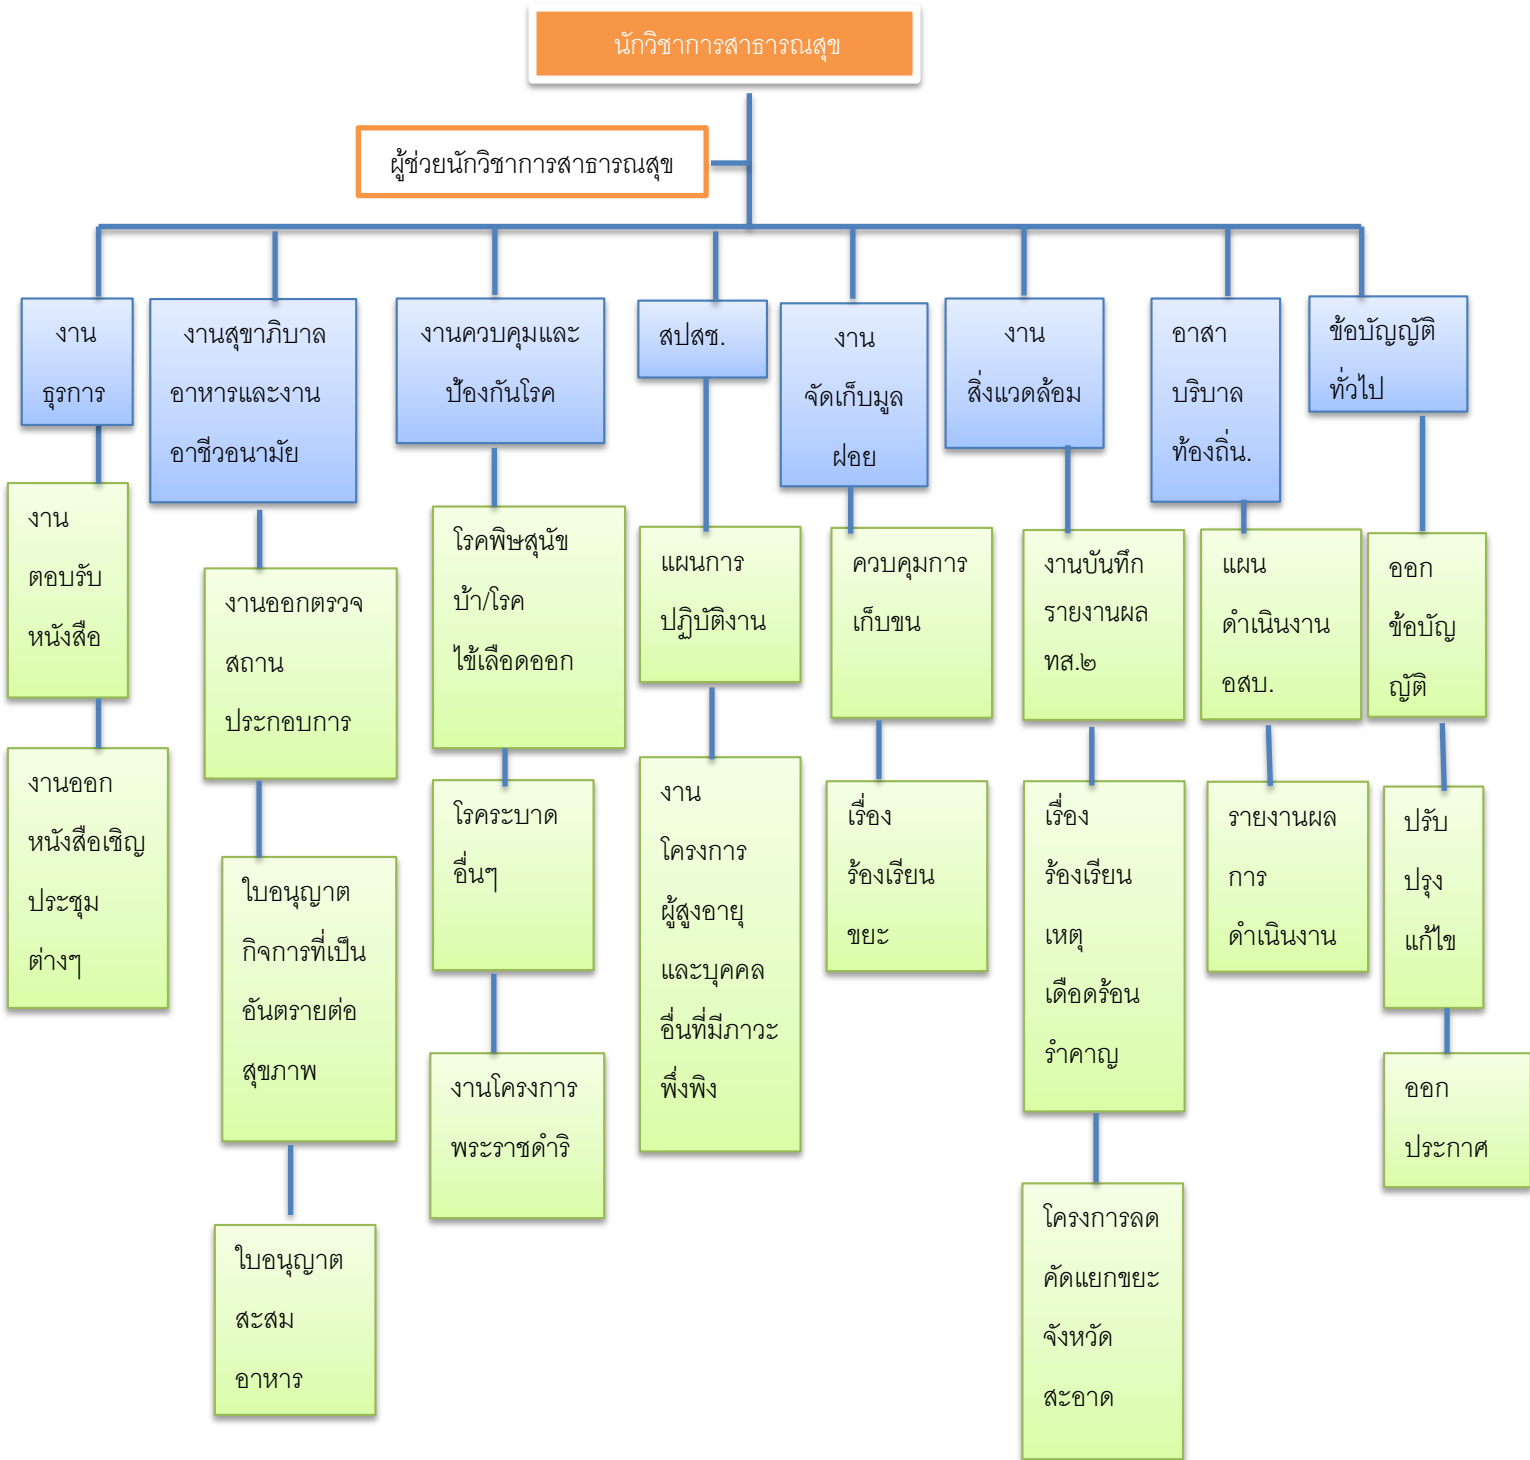 นักวิชาการสาธารณสุข
ผู้ช่วยนักวิชาการสาธารณสุข
งาน
ธุรการ
งานสุขาภิบาล
อาหารและงาน
อาชีวอนามัย
งานควบคุมและ
ป้องกันโรค
สปสช.
งาน
จัดเก็บมูล
ฝอย
งาน
สิ่งแวดล้อม
อาสา
บริบาล
ท้องถิ่น.
ข้อบัญญัติ
ทั่วไป
งาน
ตอบรับ
หนังสือ
งานออกตรวจ
สถาน
ประกอบการ
โรคพิษสุนัข
บ้า/โรค
ไข้เลือดออก
แผนการ
ปฏิบัติงาน
ควบคุมการ
เก็บขน
งานบันทึก
รายงานผล
ทส.๒
แผน
ดำเนินงาน
อสบ.
ออก
ข้อบัญ
ญัติ
งานออก
หนังสือเชิญ
ประชุม
ต่างๆ
ใบอนุญาต
กิจการที่เป็น
อันตรายต่อ
สุขภาพ
โรคระบาด
อื่นๆ
งาน
โครงการ
ผู้สูงอายุ
และบุคคล
อื่นที่มีภาวะ
พึ่งพิง
เรื่อง
ร้องเรียน
ขยะ
เรื่อง
ร้องเรียน
เหตุ
เดือดร้อน
รำคาญ
รายงานผล
การ
ดำเนินงาน
ปรับ
ปรุง
แก้ไข
ใบอนุญาต
สะสม
อาหาร
งานโครงการ
พระราชดำริ
โครงการลด
คัดแยกขยะ
จังหวัด
สะอาด
ออก
ประกาศ